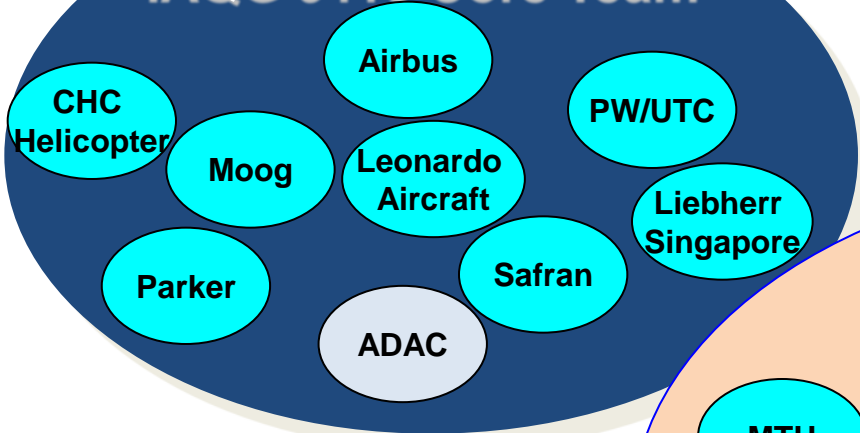 Airbus
CHC
Helicopter
PW/UTC
Moog
Leonardo
Aircraft
Liebherr
Singapore
Parker
Safran
ADAC